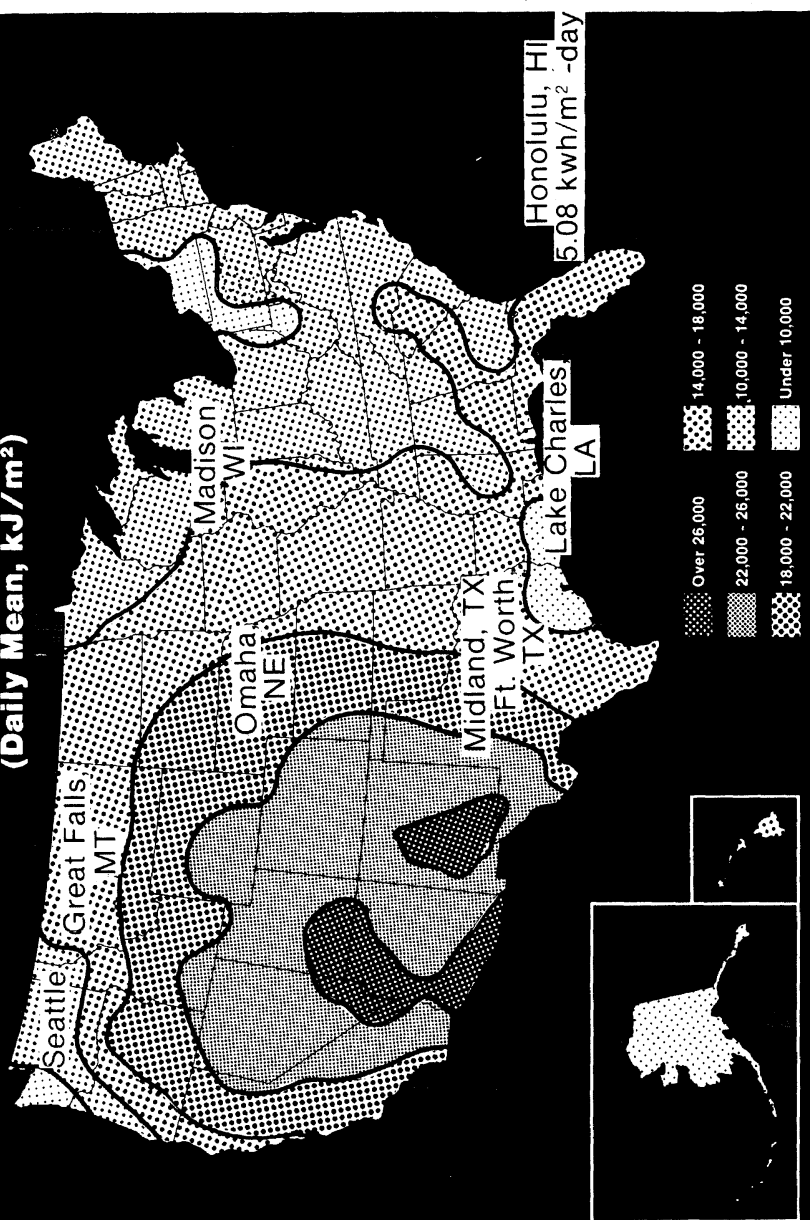 (Daily Mean, kJ/m²)
Seattle
Great Falls
MT
Omaha
NE
Madison
WI
Midland, TX
Ft. Worth,
TX
Lake Charles,
LA
Honolulu, HI
5.08 kwh/m² -day
Over 26,000
22,000 - 26,000
18,000 - 22,000
14,000 - 18,000
10,000 - 14,000
Under 10,000